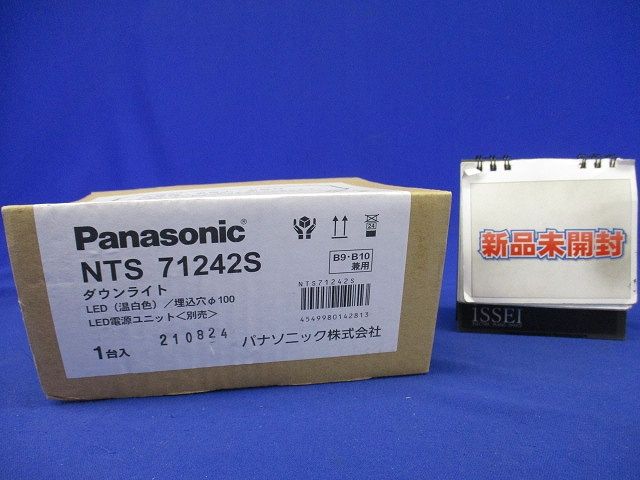 Panasonic®
NTS 71242S
ダウンライト
LED（温白色）／埋込穴φ100
LED電源ユニット＜別売＞
210824
1台入
24
B9・B10
兼用
NTS71242S
4549980142813
パナソニック株式会社
新品未開封
ISSEI